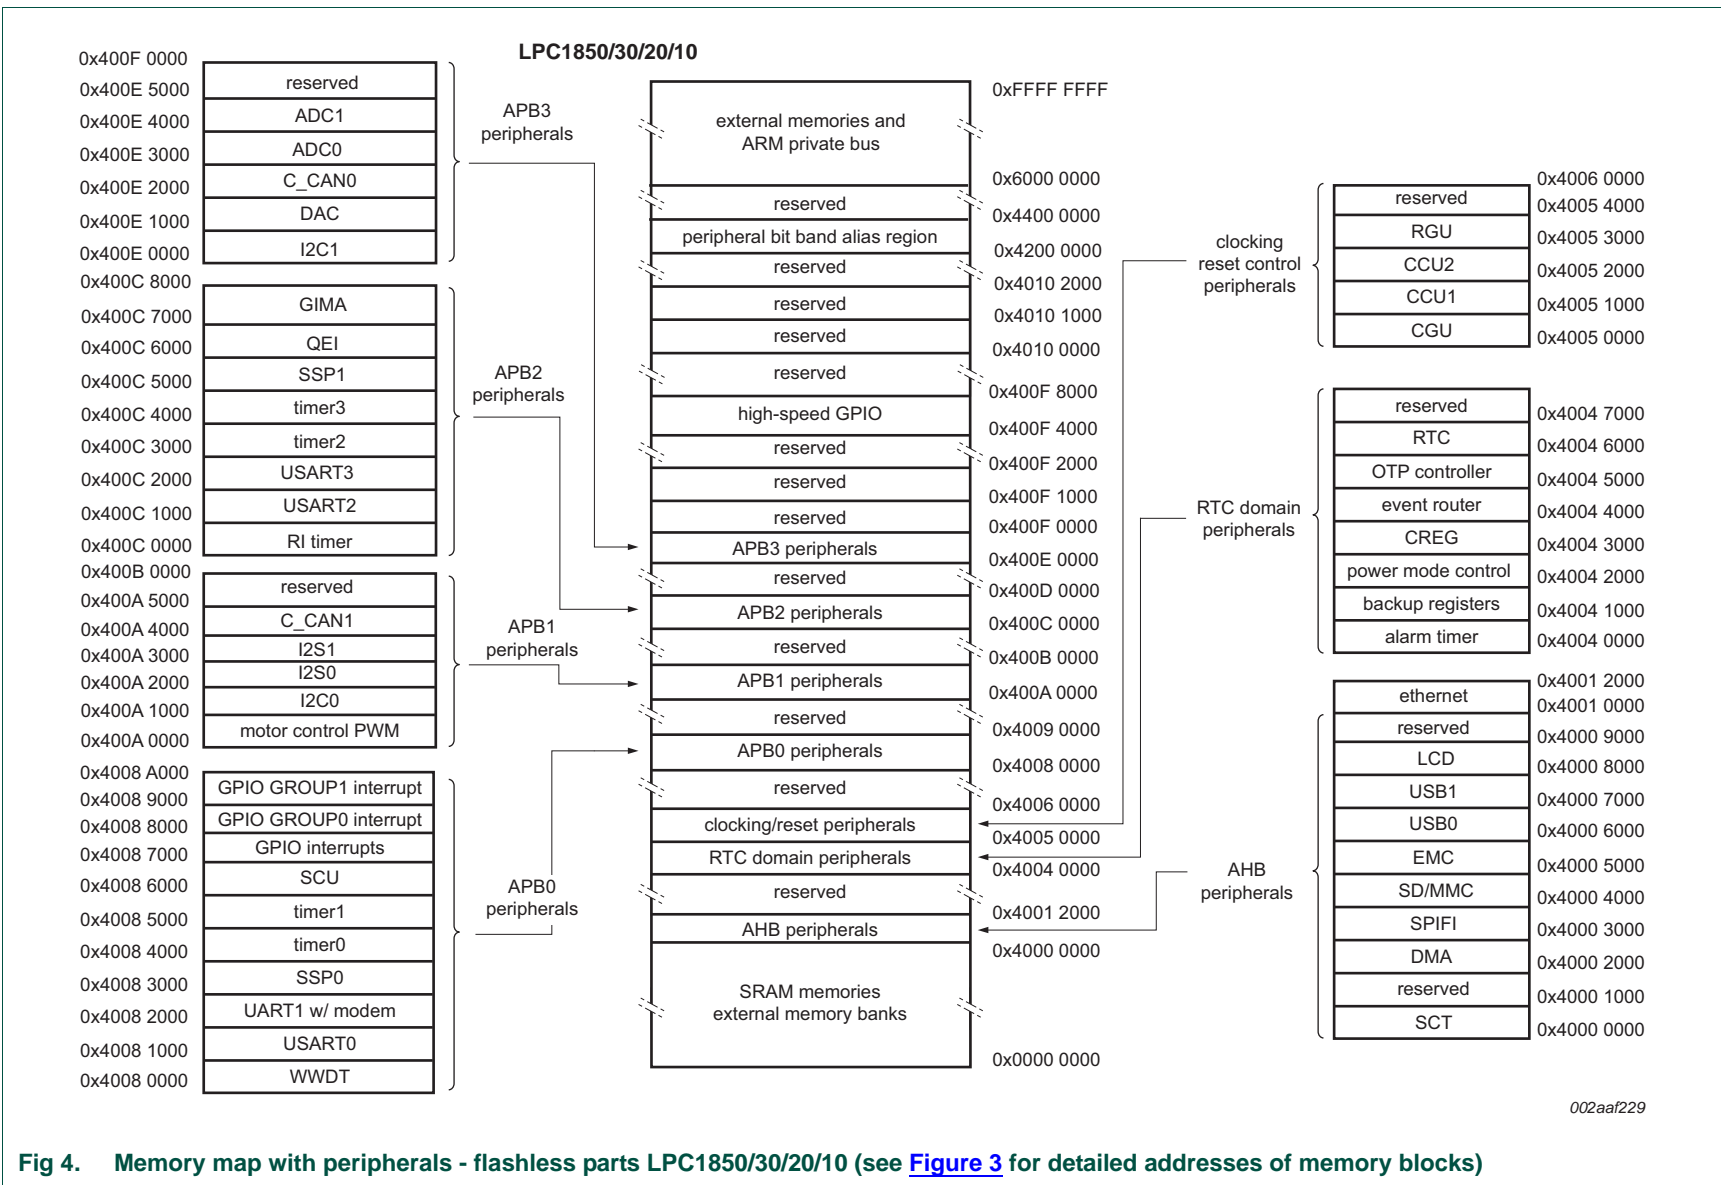 LPC1850/30/20/10
0x400F 0000
reserved
0x400E 5000
ADC1
0x400E 4000
ADC0
0x400E 3000
C_CAN0
0x400E 2000
DAC
0x400E 1000
I2C1
0x400E 0000
APB3
peripherals
0x400C 8000
GIMA
0x400C 7000
QEI
0x400C 6000
SSP1
0x400C 5000
timer3
0x400C 4000
timer2
0x400C 3000
USART3
0x400C 2000
USART2
0x400C 1000
RI timer
0x400C 0000
APB2
peripherals
0x400B 0000
reserved
0x400A 5000
C_CAN1
0x400A 4000
I2S1
0x400A 3000
I2S0
0x400A 2000
I2C0
0x400A 1000
motor control PWM
0x400A 0000
APB1
peripherals
0x4008 A000
GPIO GROUP1 interrupt
0x4008 9000
GPIO GROUP0 interrupt
0x4008 8000
GPIO interrupts
0x4008 7000
SCU
0x4008 6000
timer1
0x4008 5000
timer0
0x4008 4000
SSP0
0x4008 3000
UART1 w/ modem
0x4008 2000
USART0
0x4008 1000
WWDT
0x4008 0000
APB0
peripherals
0xFFFF FFFF
external memories and
ARM private bus
0x6000 0000
reserved
0x4400 0000
peripheral bit band alias region
0x4200 0000
reserved
0x4010 2000
reserved
0x4010 1000
reserved
0x4010 0000
reserved
0x400F 8000
high-speed GPIO
0x400F 4000
reserved
0x400F 2000
reserved
0x400F 1000
reserved
0x400F 0000
APB3 peripherals
0x400E 0000
reserved
0x400D 0000
APB2 peripherals
0x400C 0000
reserved
0x400B 0000
APB1 peripherals
0x400A 0000
reserved
0x4009 0000
APB0 peripherals
0x4008 0000
reserved
0x4006 0000
clocking/reset peripherals
0x4005 0000
RTC domain peripherals
0x4004 0000
reserved
0x4001 2000
AHB peripherals
0x4000 0000
SRAM memories
external memory banks
0x0000 0000
clocking
reset control
peripherals
0x4006 0000
reserved
0x4005 4000
RGU
0x4005 3000
CCU2
0x4005 2000
CCU1
0x4005 1000
CGU
0x4005 0000
RTC domain
peripherals
reserved
0x4004 7000
RTC
0x4004 6000
OTP controller
0x4004 5000
event router
0x4004 4000
CREG
0x4004 3000
power mode control
0x4004 2000
backup registers
0x4004 1000
alarm timer
0x4004 0000
AHB
peripherals
0x4001 2000
ethernet
0x4001 0000
reserved
0x4000 9000
LCD
0x4000 8000
USB1
0x4000 7000
USB0
0x4000 6000
EMC
0x4000 5000
SD/MMC
0x4000 4000
SPIFI
0x4000 3000
DMA
0x4000 2000
reserved
0x4000 1000
SCT
0x4000 0000
002aaf229
Fig 4. Memory map with peripherals - flashless parts LPC1850/30/20/10 (see Figure 3 for detailed addresses of memory blocks)